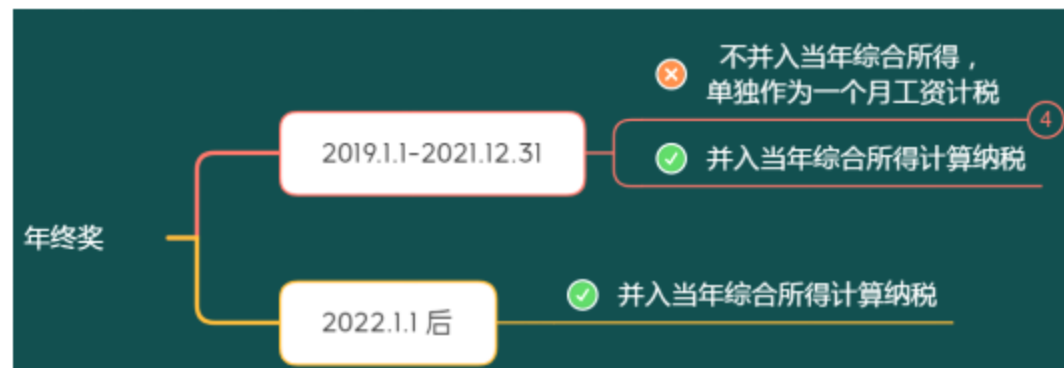 年终奖
2019.1.1-2021.12.31
不并入当年综合所得，
单独作为一个月工资计税
4
并入当年综合所得计算纳税
2022.1.1 后
并入当年综合所得计算纳税